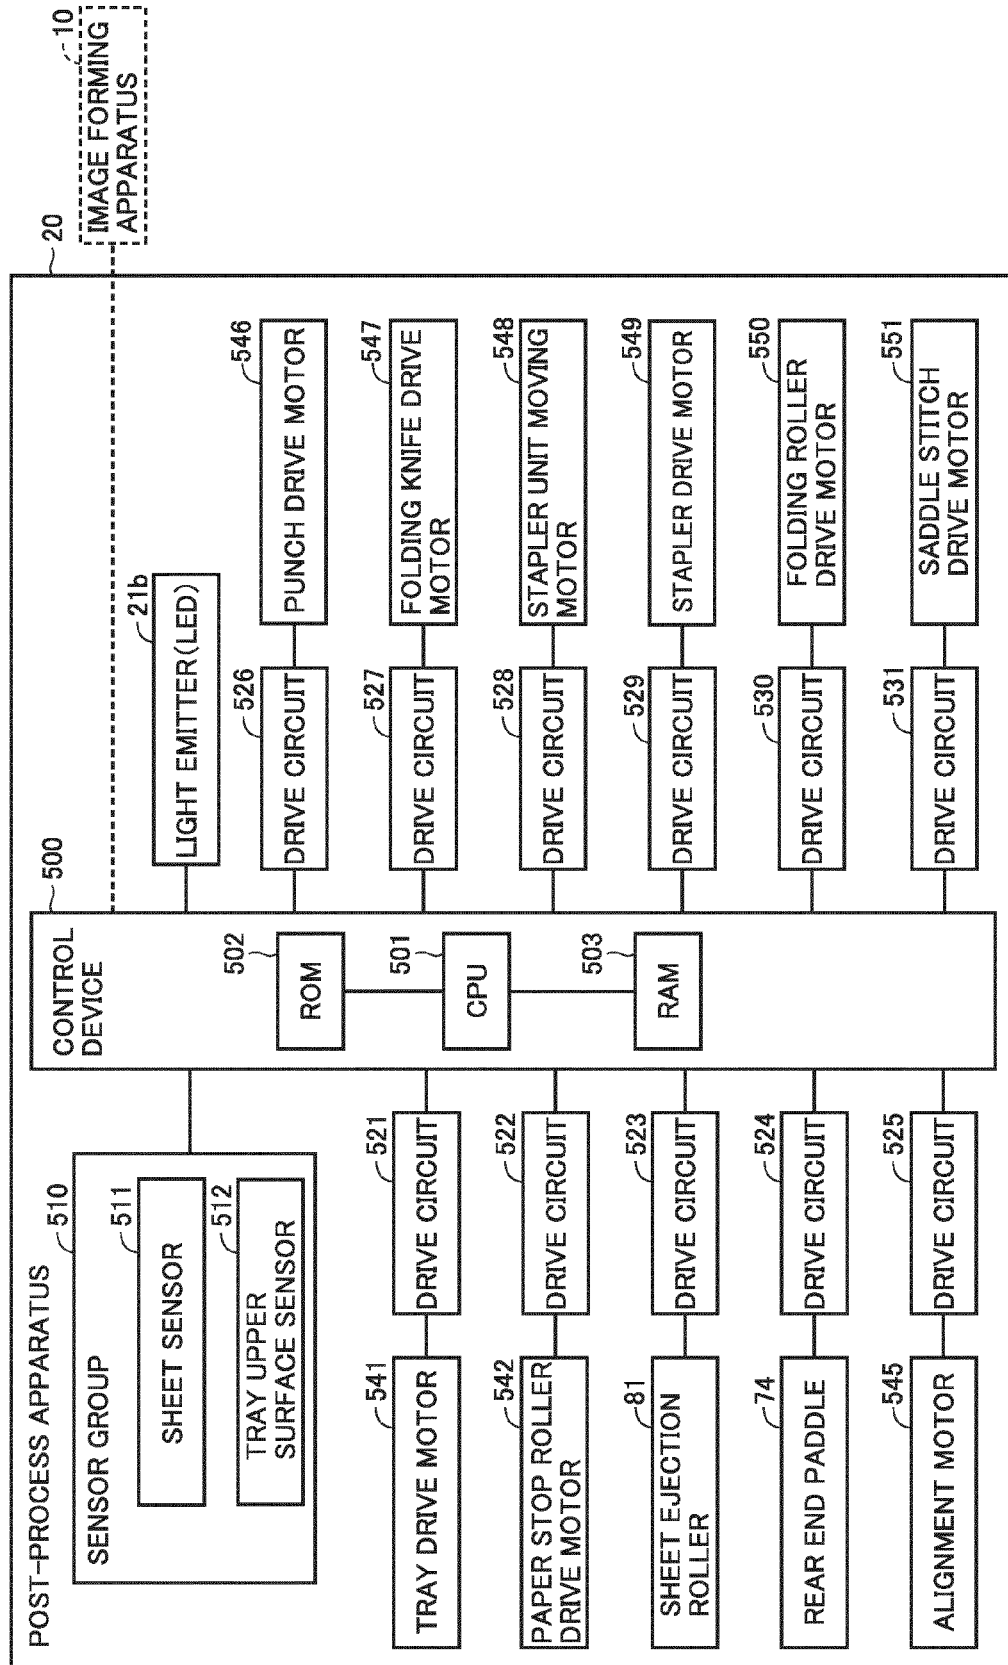 10
IMAGE FORMING
APPARATUS
20
POST-PROCESS APPARATUS
510
SENSOR GROUP
511
SHEET SENSOR
512
TRAY UPPER
SURFACE SENSOR
500
CONTROL
DEVICE
502
ROM
501
CPU
503
RAM
21b
LIGHT EMITTER(LED)
541
TRAY DRIVE MOTOR
521
DRIVE CIRCUIT
542
PAPER STOP ROLLER
DRIVE MOTOR
522
DRIVE CIRCUIT
81
SHEET EJECTION
ROLLER
523
DRIVE CIRCUIT
74
REAR END PADDLE
524
DRIVE CIRCUIT
545
ALIGNMENT MOTOR
525
DRIVE CIRCUIT
526
DRIVE CIRCUIT
546
PUNCH DRIVE MOTOR
527
DRIVE CIRCUIT
547
FOLDING KNIFE DRIVE
MOTOR
528
DRIVE CIRCUIT
548
STAPLER UNIT MOVING
MOTOR
529
DRIVE CIRCUIT
549
STAPLER DRIVE MOTOR
530
DRIVE CIRCUIT
550
FOLDING ROLLER
DRIVE MOTOR
531
DRIVE CIRCUIT
551
SADDLE STITCH
DRIVE MOTOR